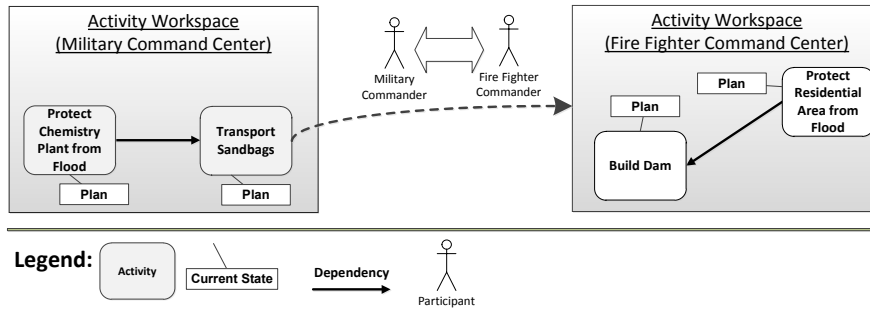 Activity Workspace
(Military Command Center)
Protect
Chemistry
Plant from
Flood
Plan
Transport
Sandbags
Plan
Military
Commander
Fire Fighter
Commander
Activity Workspace
(Fire Fighter Command Center)
Plan
Protect
Residential
Area from
Flood
Plan
Build Dam
Legend:
Activity
Current State
Dependency
Participant